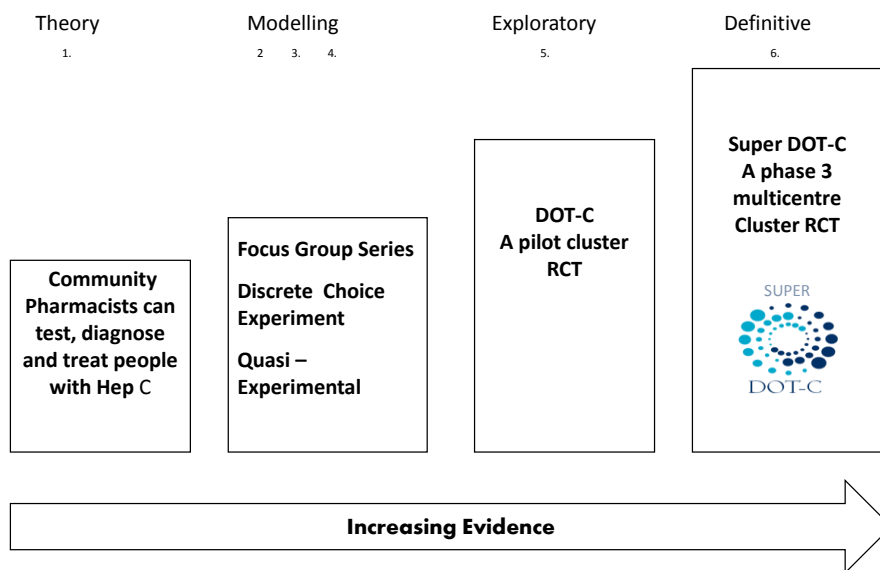 Theory
Modelling
Exploratory
Definitive
1.
2 3. 4.
5.
6.
Community
Pharmacists can
test, diagnose
and treat people
with Hep C
Focus Group Series
Discrete Choice
Experiment
Quasi –
Experimental
DOT-C
A pilot cluster
RCT
Super DOT-C
A phase 3
multicentre
Cluster RCT
SUPER
DOT-C
Increasing Evidence